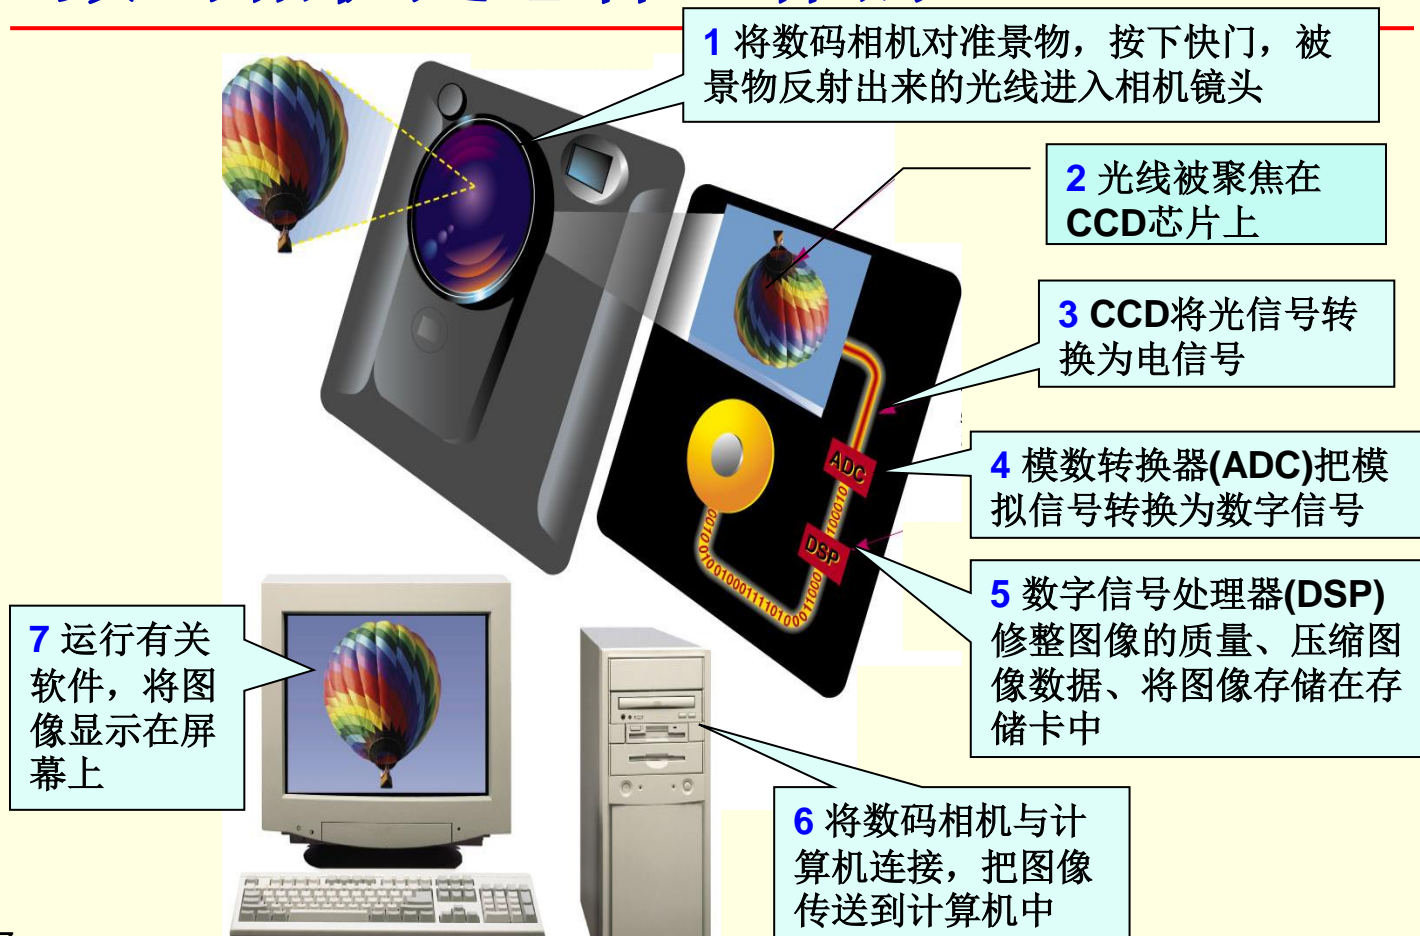 1 将数码相机对准景物，按下快门，被
景物反射出来的光线进入相机镜头
2 光线被聚焦在
CCD芯片上
3 CCD将光信号转
换为电信号
4 模数转换器(ADC)把模
拟信号转换为数字信号
5 数字信号处理器(DSP)
修整图像的质量、压缩图
像数据、将图像存储在存
储卡中
6 将数码相机与计
算机连接，把图像
传送到计算机中
7 运行有关
软件，将图
像显示在屏
幕上
ADC
100010
DSP